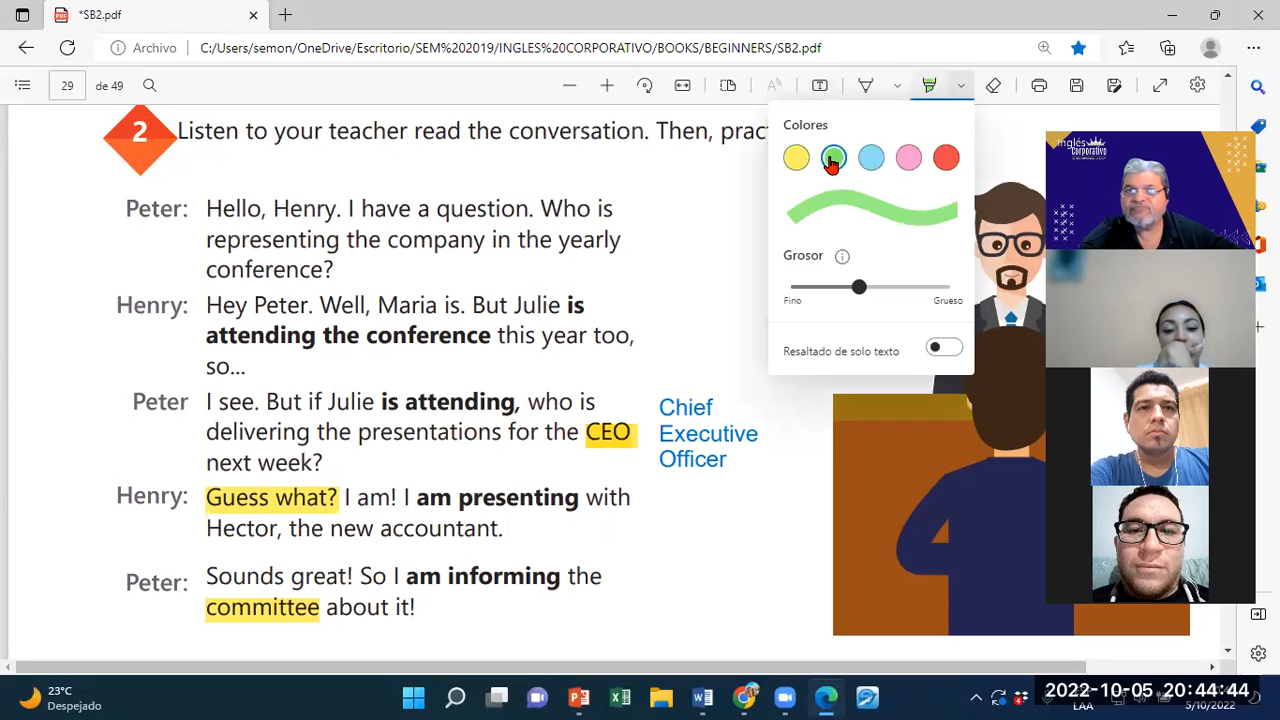 *SB2.pdf
Archivo
C:/Users/semon/OneDrive/Escritorio/SEM%202019/INGLES%20CORPORATIVO/BOOKS/BEGINNERS/SB2.pdf
29 de 49
2 Listen to your teacher read the conversation. Then, pract
Peter: Hello, Henry. I have a question. Who is
representing the company in the yearly
conference?
Henry: Hey Peter. Well, Maria is. But Julie is
attending the conference this year too,
so...
Peter I see. But if Julie is attending, who is
delivering the presentations for the CEO
next week?
Chief
Executive
Officer
Henry: Guess what? I am! I am presenting with
Hector, the new accountant.
Peter: Sounds great! So I am informing the
committee about it!
Colores
Grosor
Fino Grueso
Resaltado de solo texto
Inglés
Corporativo
23°C
Despejado
2022-10-05 20:44:44
LAA 5/10/2022